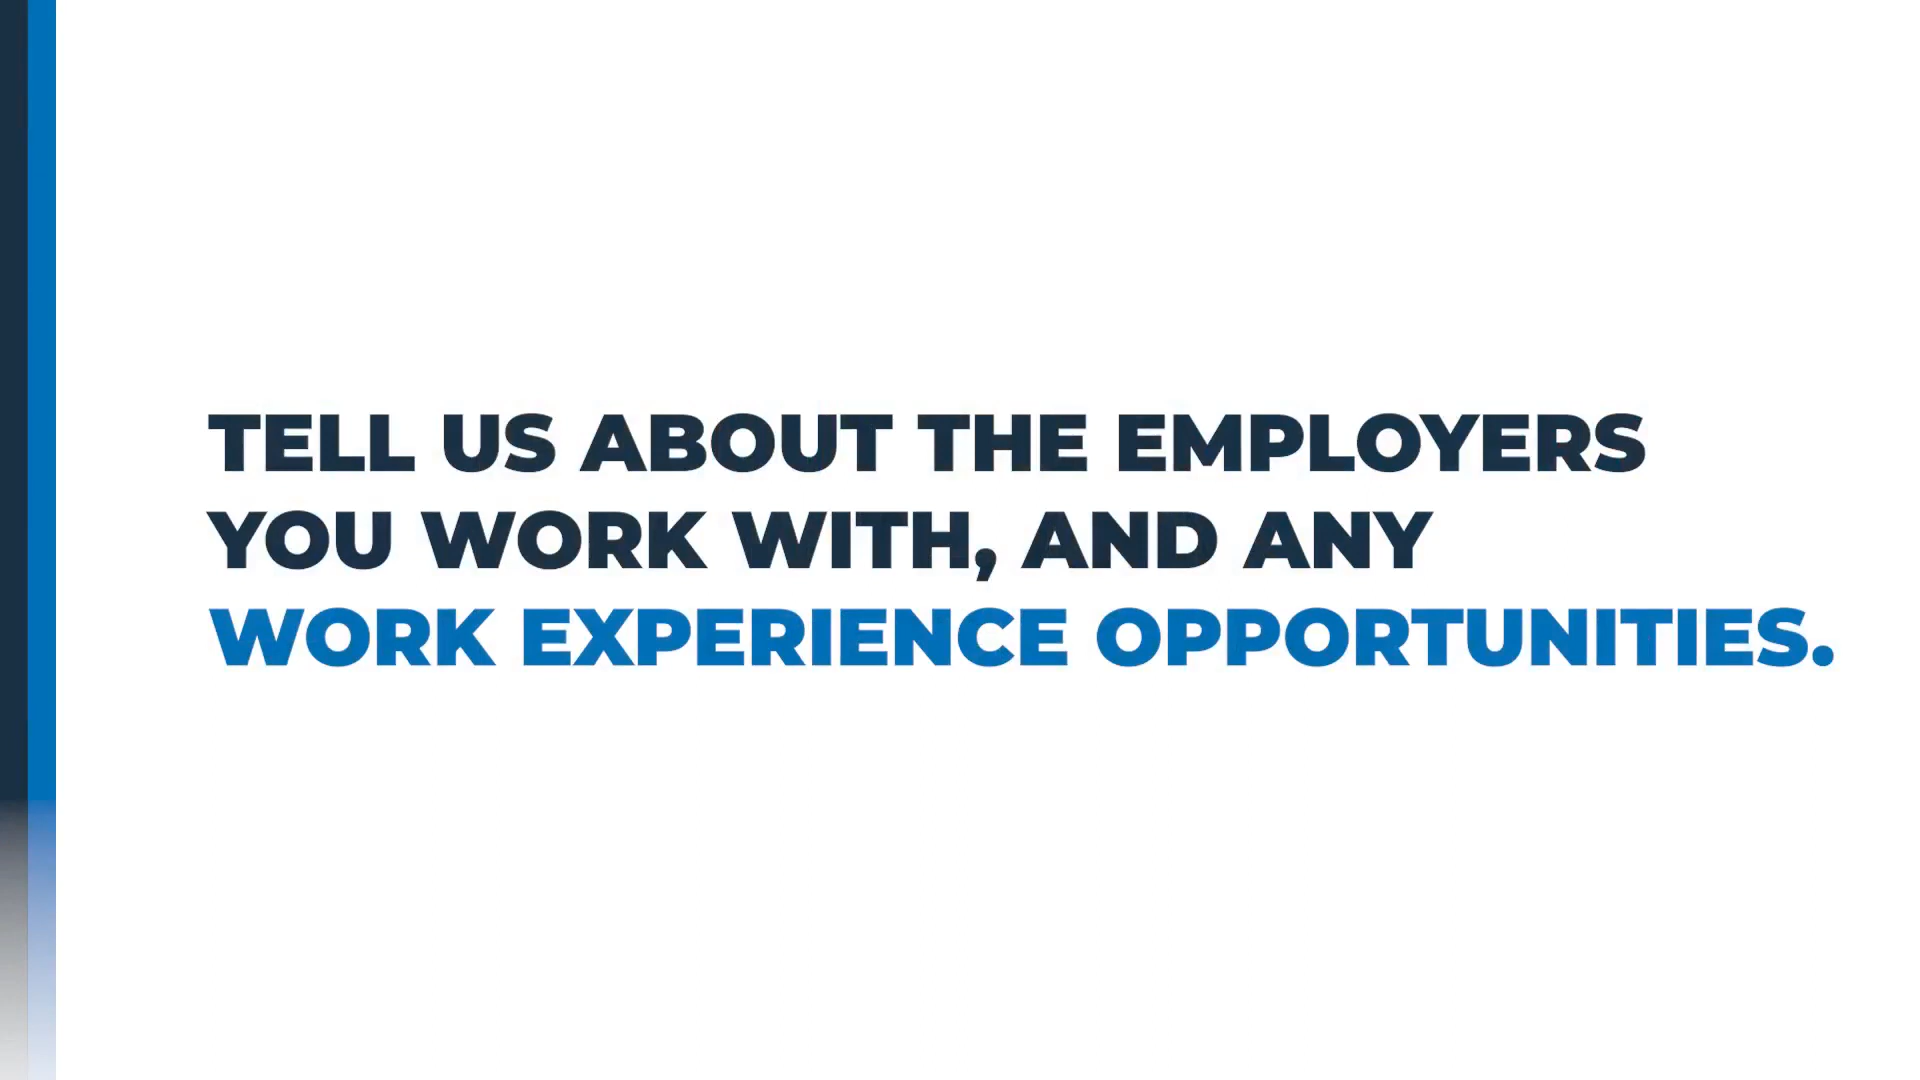 TELL US ABOUT THE EMPLOYERS
YOU WORK WITH, AND ANY
WORK EXPERIENCE OPPORTUNITIES.